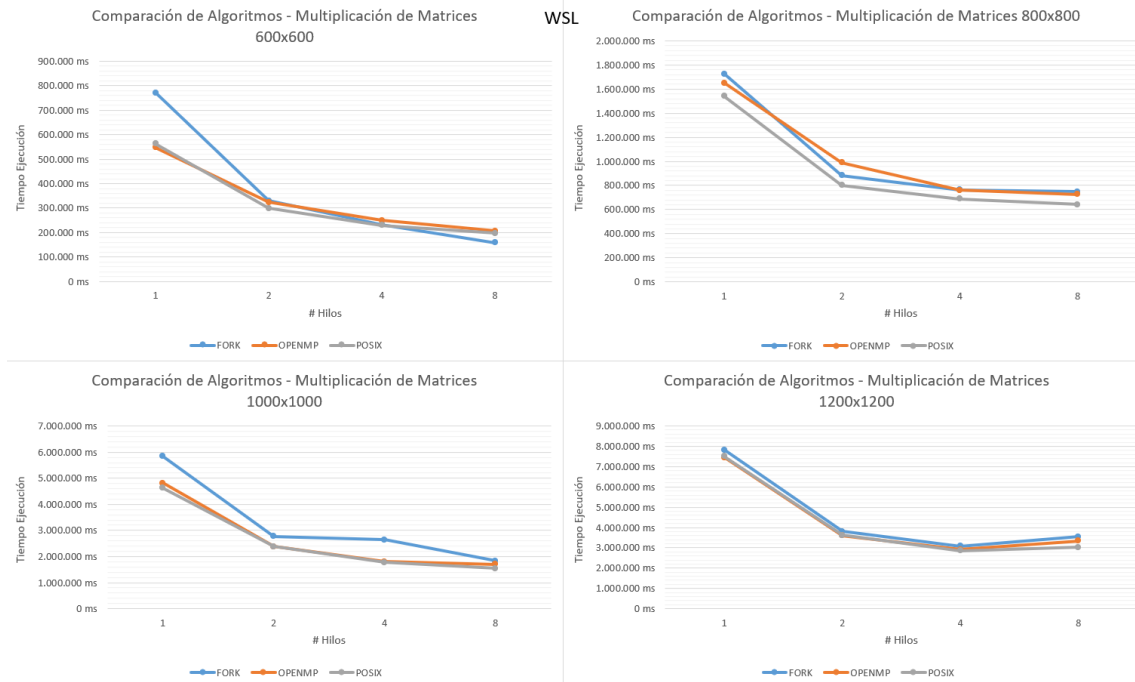 WSL
Comparación de Algoritmos - Multiplicación de Matrices
600x600
900.000 ms
800.000 ms
700.000 ms
600.000 ms
500.000 ms
400.000 ms
300.000 ms
200.000 ms
100.000 ms
0 ms
Tiempo Ejecución
1 2 4 8
# Hilos
FORK OPENMP POSIX
Comparación de Algoritmos - Multiplicación de Matrices 800x800
2.000.000 ms
1.800.000 ms
1.600.000 ms
1.400.000 ms
1.200.000 ms
1.000.000 ms
800.000 ms
600.000 ms
400.000 ms
200.000 ms
0 ms
Tiempo Ejecución
1 2 4 8
# Hilos
FORK OPENMP POSIX
Comparación de Algoritmos - Multiplicación de Matrices
1000x1000
7.000.000 ms
6.000.000 ms
5.000.000 ms
4.000.000 ms
3.000.000 ms
2.000.000 ms
1.000.000 ms
0 ms
Tiempo Ejecución
1 2 4 8
# Hilos
FORK OPENMP POSIX
Comparación de Algoritmos - Multiplicación de Matrices
1200x1200
9.000.000 ms
8.000.000 ms
7.000.000 ms
6.000.000 ms
5.000.000 ms
4.000.000 ms
3.000.000 ms
2.000.000 ms
1.000.000 ms
0 ms
Tiempo Ejecución
1 2 4 8
# Hilos
FORK OPENMP POSIX